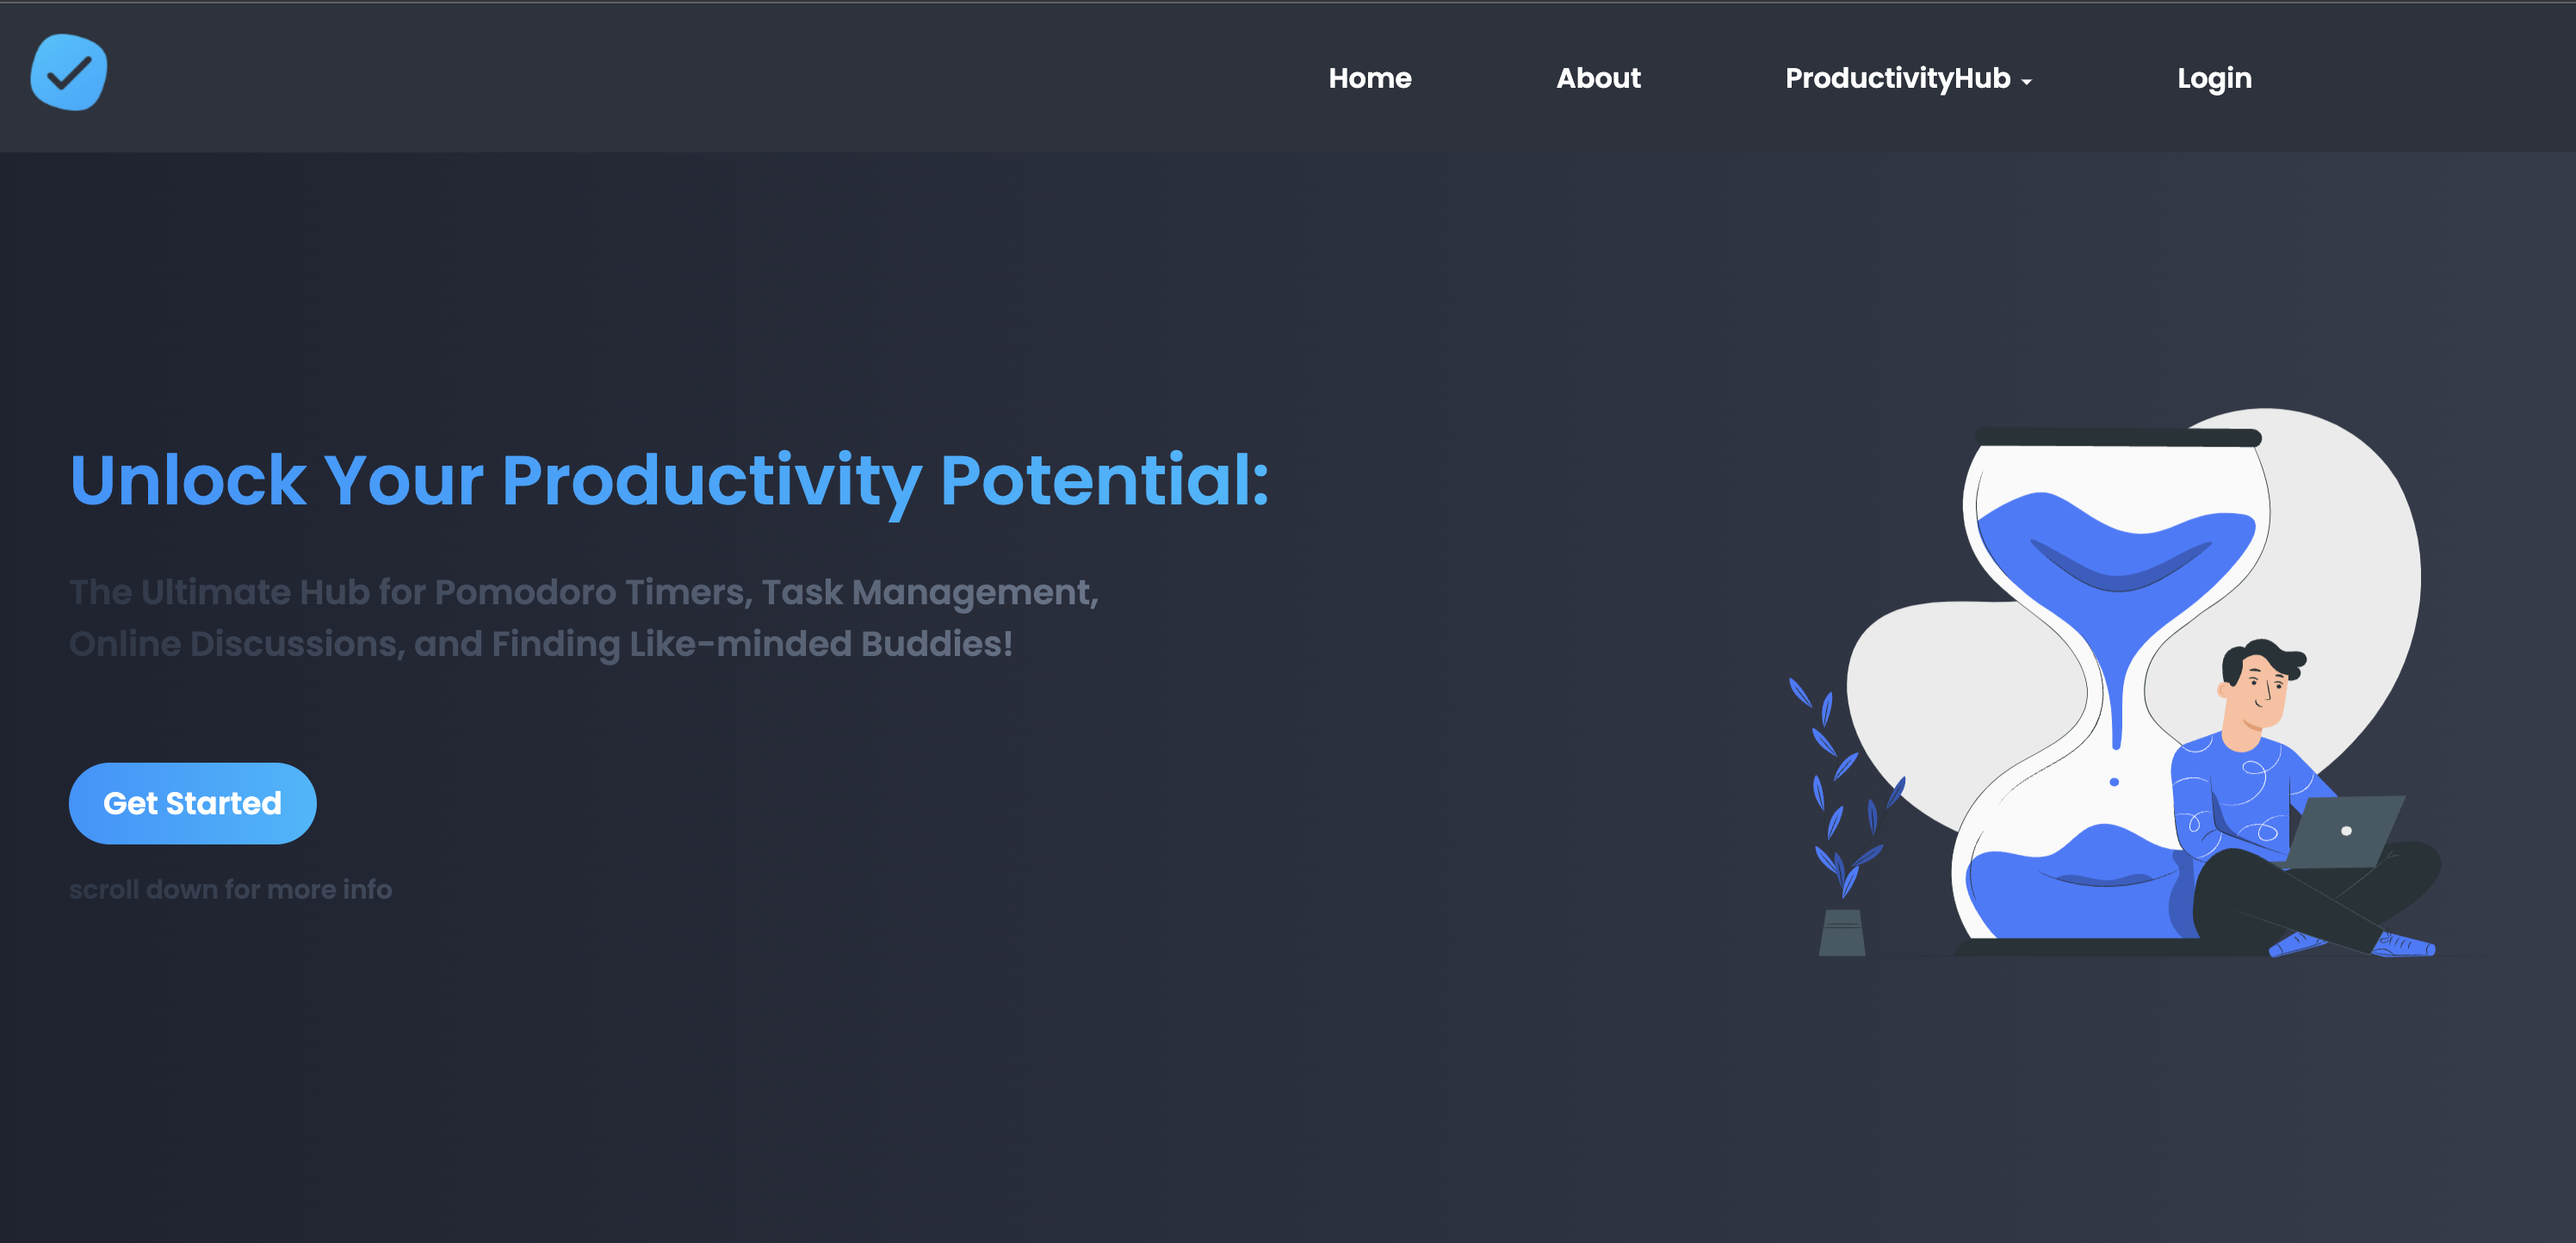 Home
About
ProductivityHub
Login
Unlock Your Productivity Potential:
The Ultimate Hub for Pomodoro Timers, Task Management,
Online Discussions, and Finding Like-minded Buddies!
Get Started
scroll down for more info